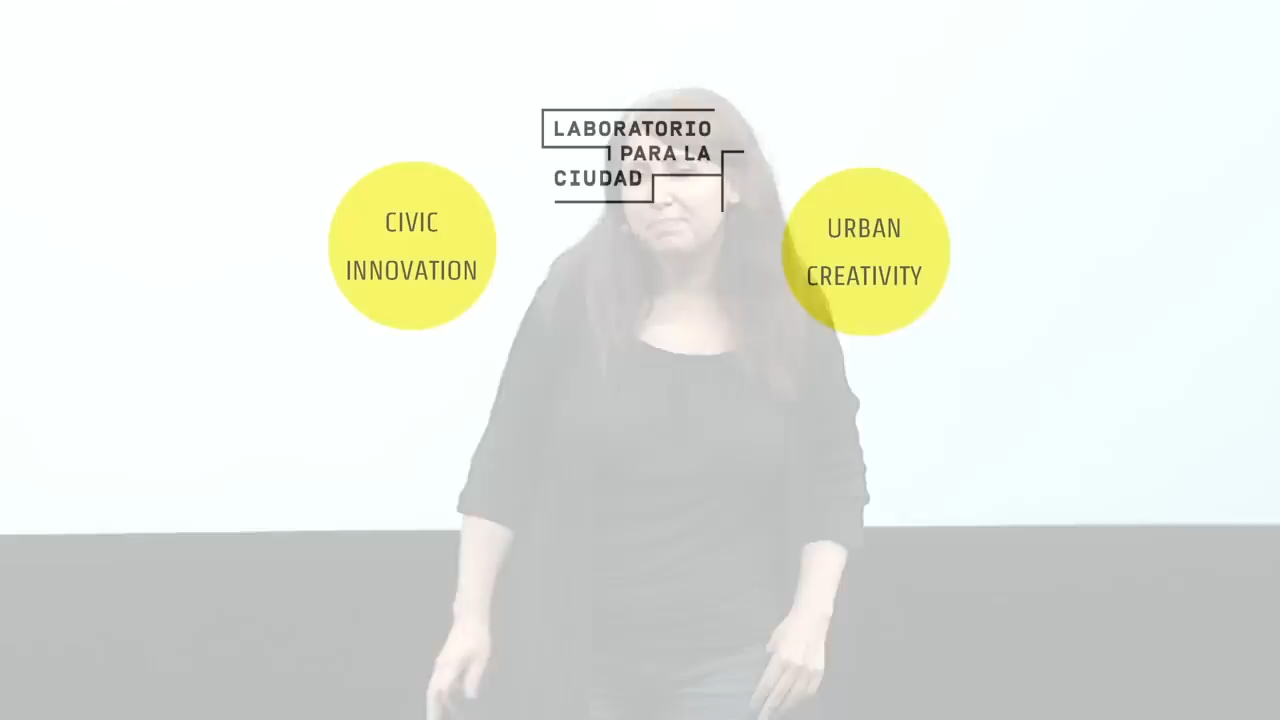 LABORATORIO
PARA LA
CIUDAD
CIVIC
INNOVATION
URBAN
CREATIVITY